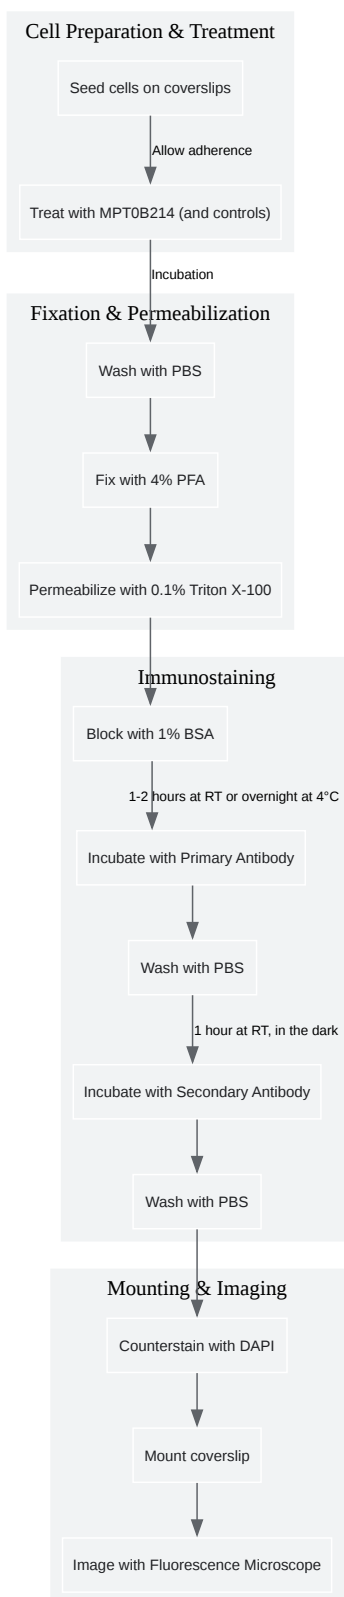 Cell Preparation & Treatment
Seed cells on coverslips
Allow adherence
Treat with MPT0B214 (and controls)
Incubation
Fixation & Permeabilization
Wash with PBS
Fix with 4% PFA
Permeabilize with 0.1% Triton X-100
Immunostaining
Block with 1% BSA
1-2 hours at RT or overnight at 4°C
Incubate with Primary Antibody
Wash with PBS
1 hour at RT, in the dark
Incubate with Secondary Antibody
Wash with PBS
Mounting & Imaging
Counterstain with DAPI
Mount coverslip
Image with Fluorescence Microscope